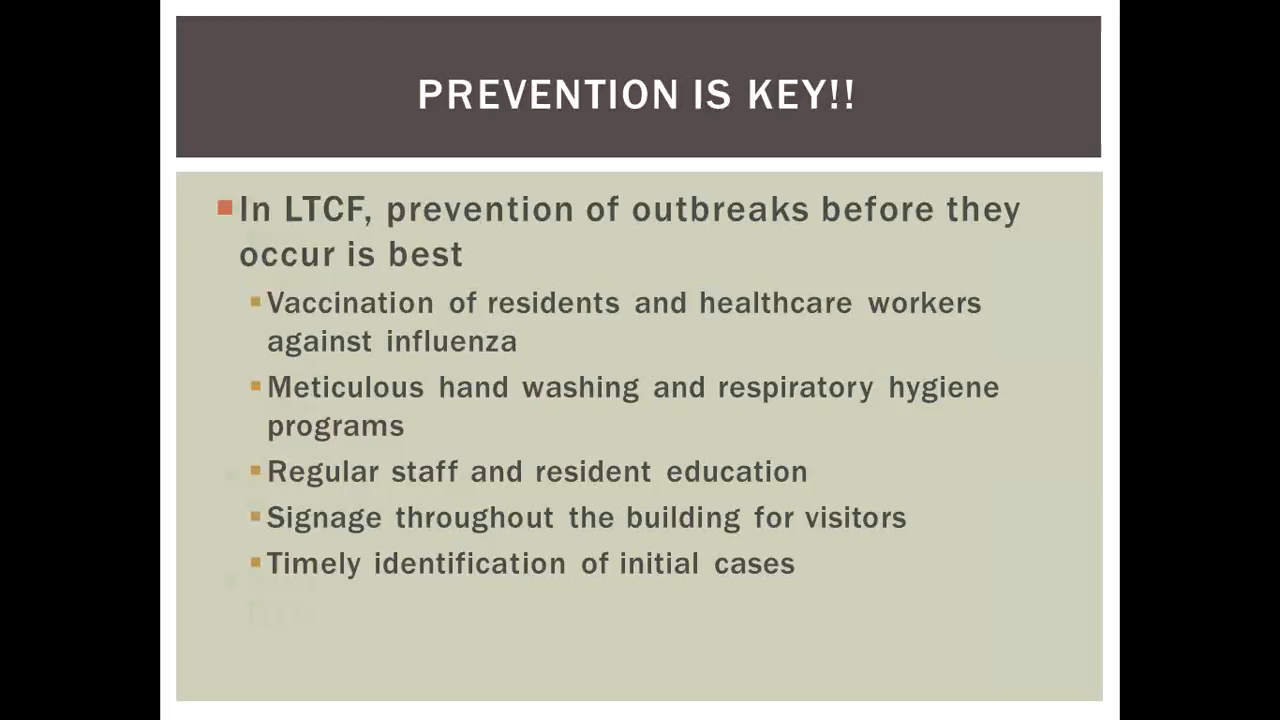 PREVENTION IS KEY!!
In LTCF, prevention of outbreaks before they
occur is best
Vaccination of residents and healthcare workers
against influenza
Meticulous hand washing and respiratory hygiene
programs
Regular staff and resident education
Signage throughout the building for visitors
Timely identification of initial cases